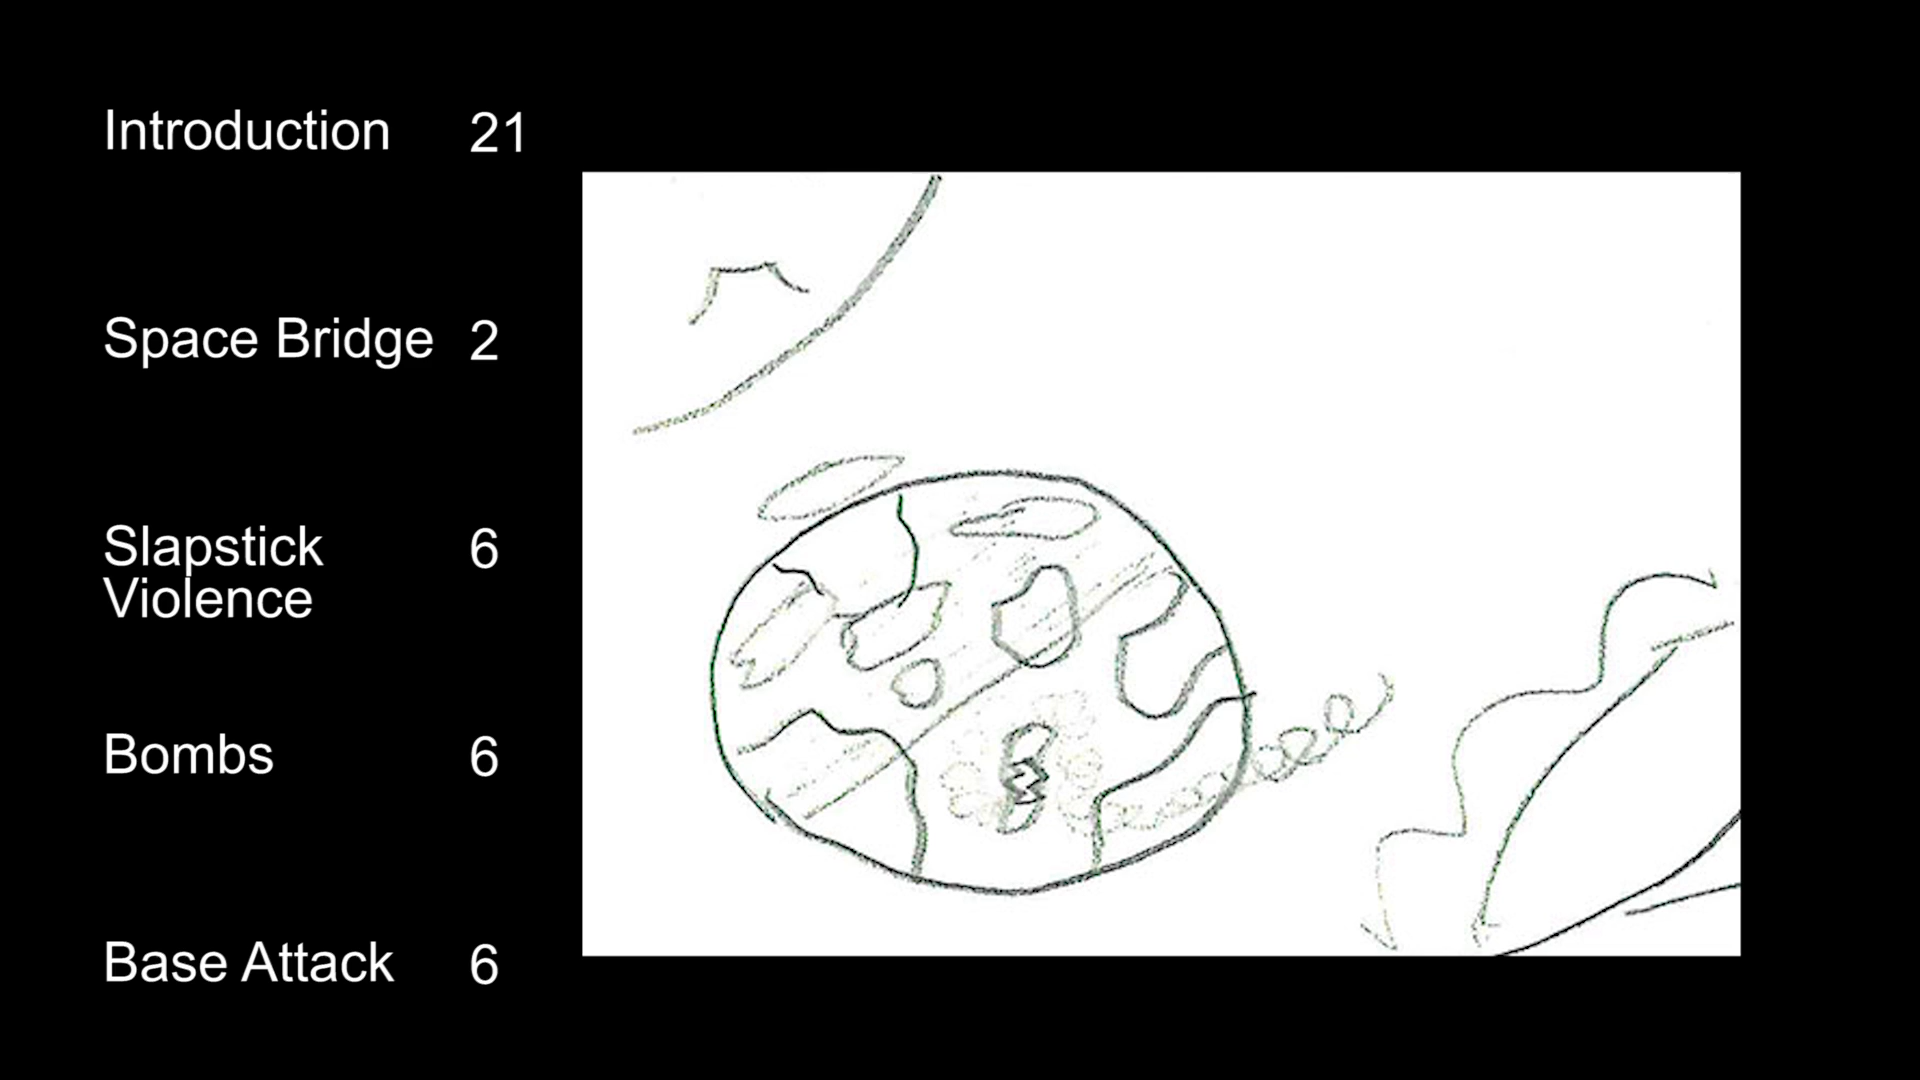 Introduction 21
Space Bridge 2
Slapstick 6
Violence
Bombs 6
Base Attack 6